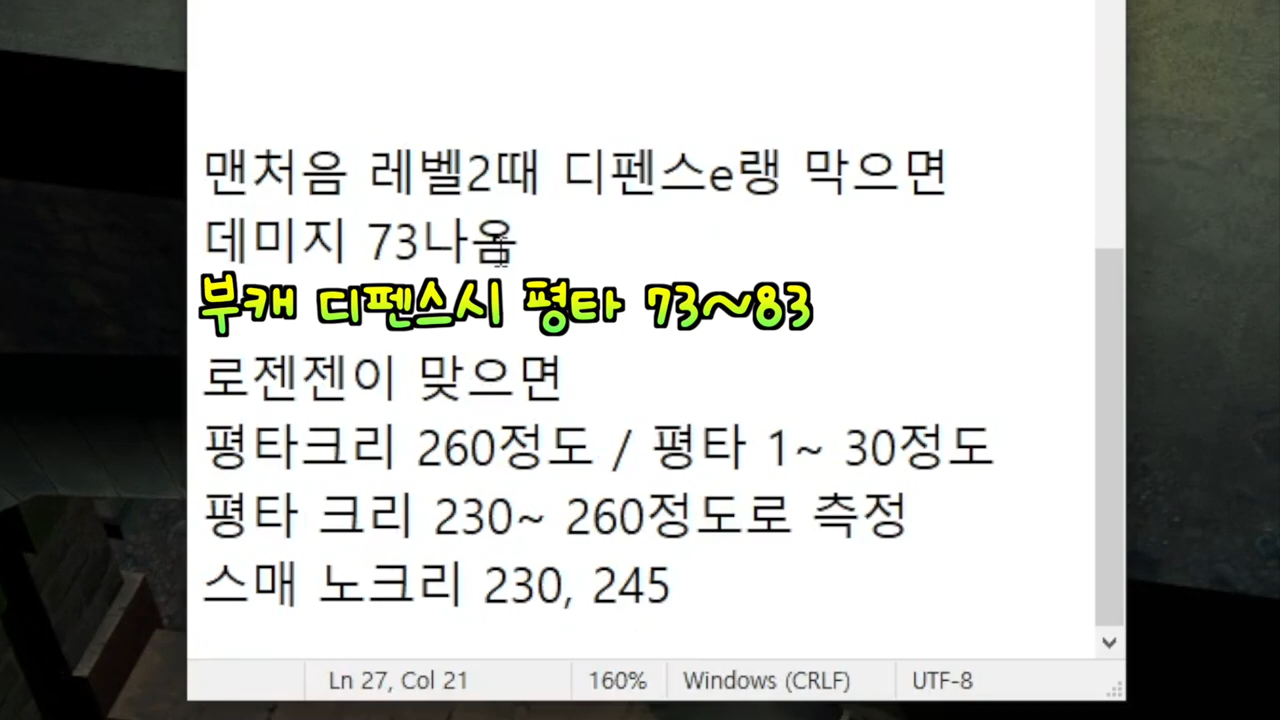 맨처음 레벨2때 디펜스e랭 막으면
데미지 73나옴
부캐 디펜스시 평타 73~83
로젠젠이 맞으면
평타크리 260정도 / 평타 1~ 30정도
평타 크리 230~ 260정도로 측정
스매 노크리 230, 245
Ln 27, Col 21 160% Windows (CRLF) UTF-8